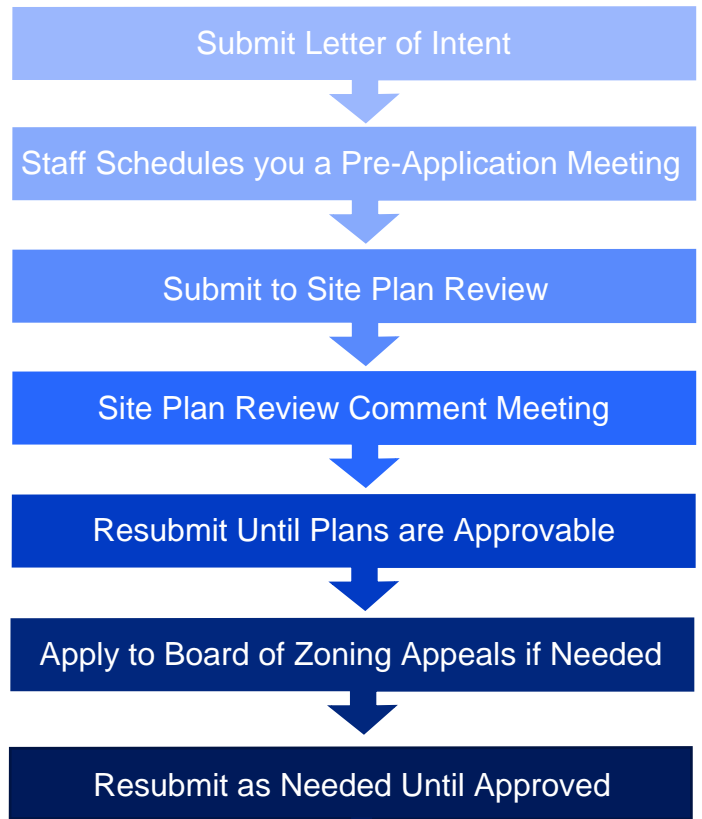 Submit Letter of Intent
Staff Schedules you a Pre-Application Meeting
Submit to Site Plan Review
Site Plan Review Comment Meeting
Resubmit Until Plans are Approvable
Apply to Board of Zoning Appeals if Needed
Resubmit as Needed Until Approved